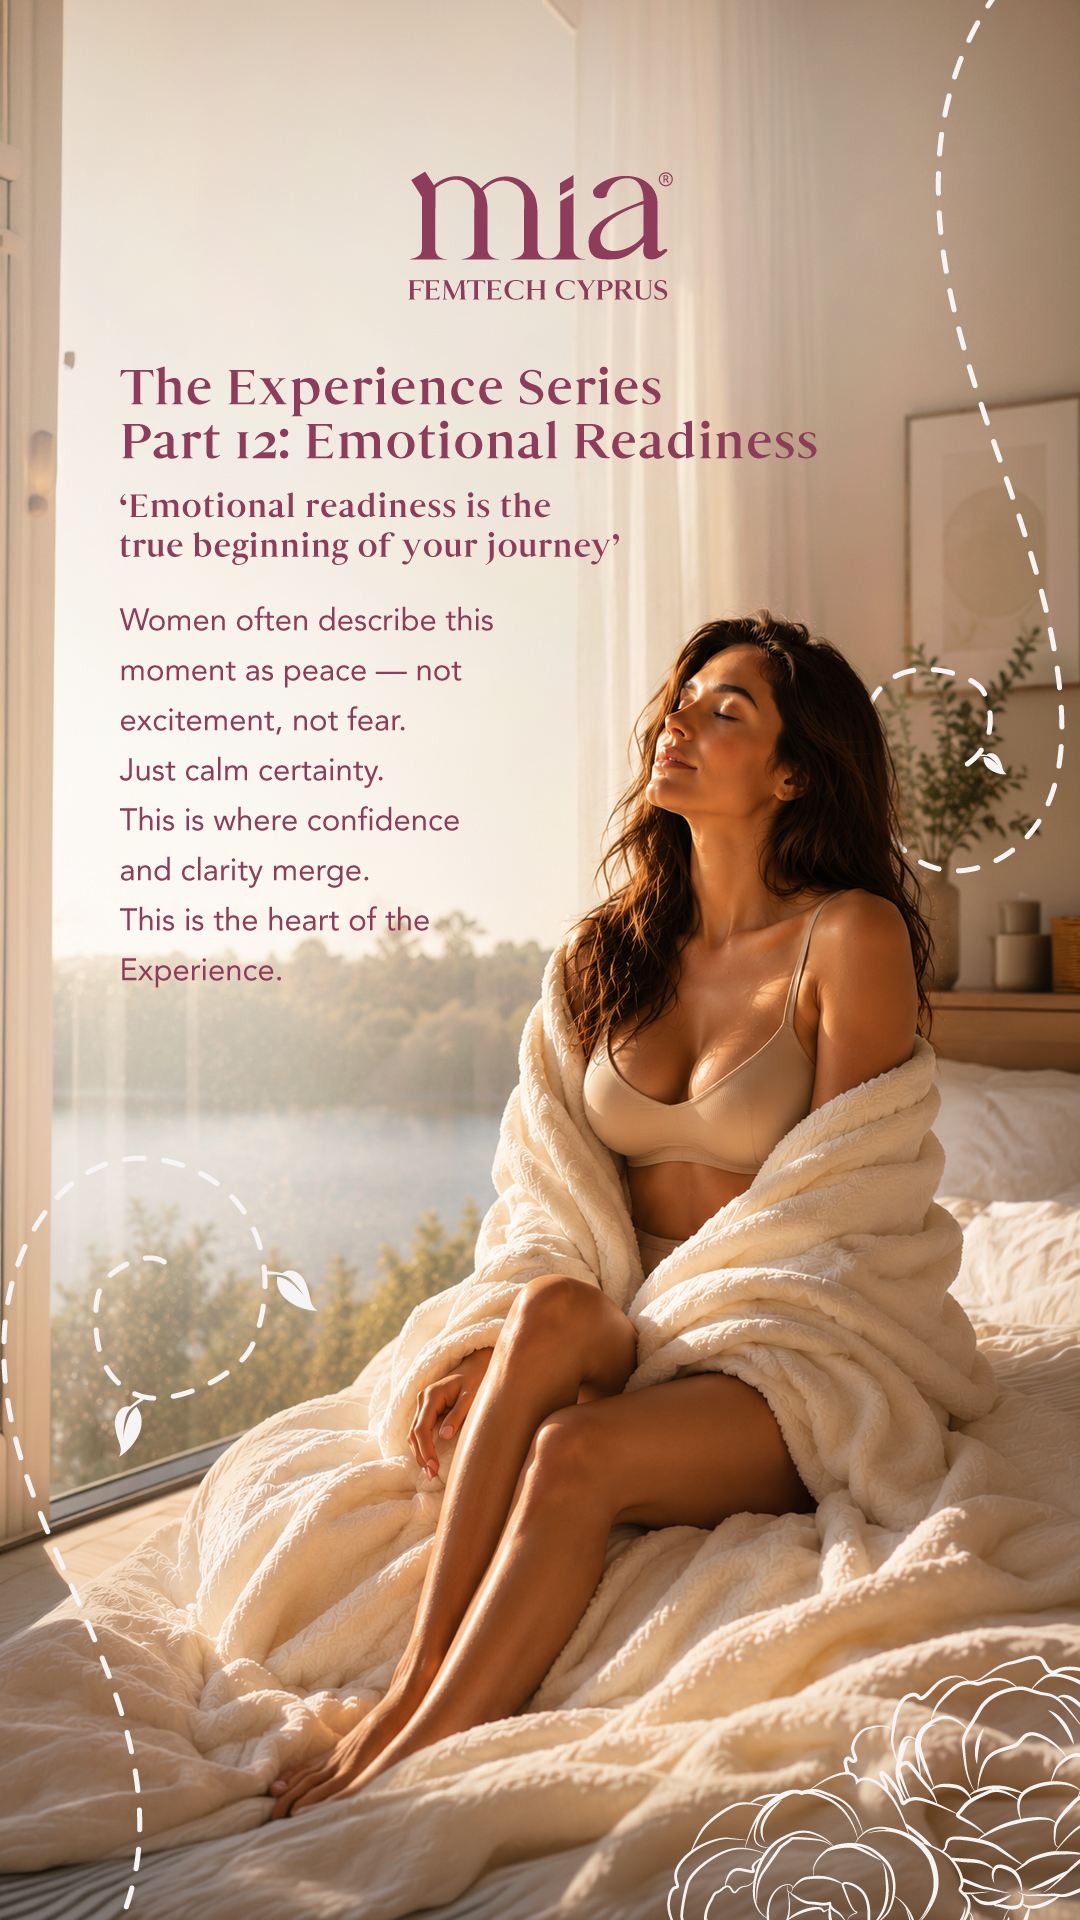 mia®
FEMTECH CYPRUS
The Experience Series
Part 12: Emotional Readiness
‘Emotional readiness is the
true beginning of your journey’
Women often describe this
moment as peace — not
excitement, not fear.
Just calm certainty.
This is where confidence
and clarity merge.
This is the heart of the
Experience.